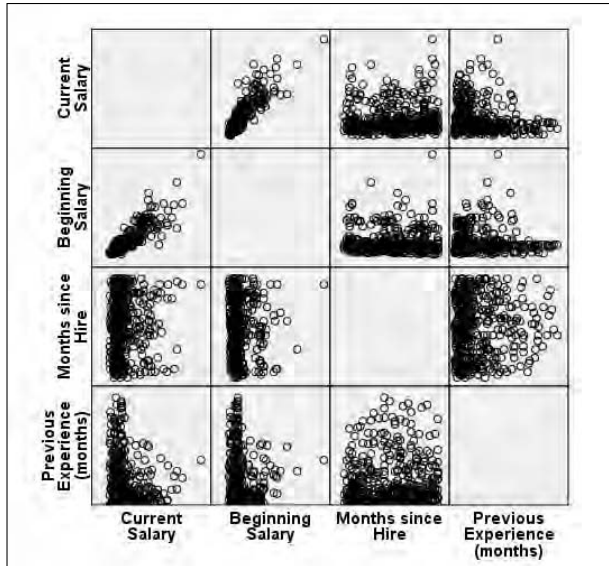 Current
Salary
Beginning
Salary
Months since
Hire
Previous
Experience
(months)
Current
Salary
Beginning
Salary
Months since
Hire
Previous
Experience
(months)